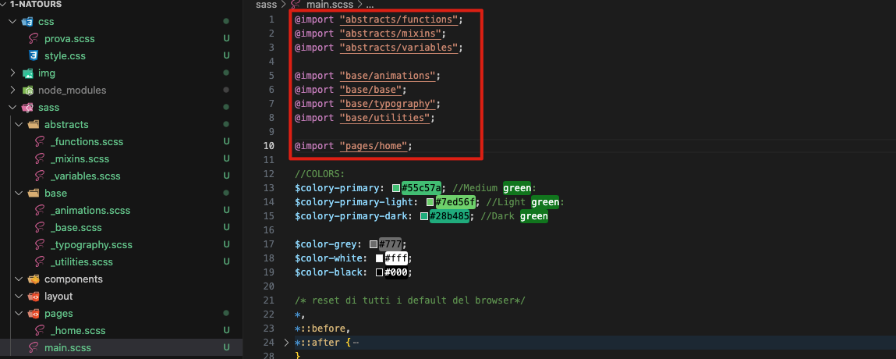 1-NATOURS
css
prova.scss U
style.css U
img
node_modules
sass
abstracts
_functions.scss U
_mixins.scss U
_variables.scss U
base
_animations.scss U
_base.scss U
_typography.scss U
_utilities.scss U
components
layout
pages
_home.scss U
main.scss U
sass > main.scss > ...
1 @import "abstracts/functions";
2 @import "abstracts/mixins";
3 @import "abstracts/variables";
4
5 @import "base/animations";
6 @import "base/base";
7 @import "base/typography";
8 @import "base/utilities";
9
10 @import "pages/home";
11
12 //COLORS:
13 $colory-primary: #55c57a; //Medium green:
14 $colory-primary-light: #7ed56f; //Light green:
15 $colory-primary-dark: #28b485; //Dark green
16
17 $color-grey: #777;
18 $color-white: #fff;
19 $color-black: #000;
20
21 /* reset di tutti i default del browser*/
22 *,
23 *::before,
24 *::after {⋯
28 }